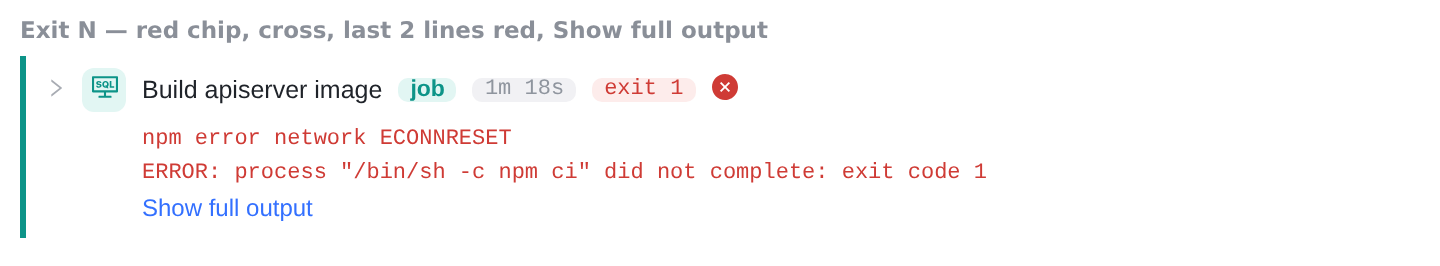 Exit N — red chip, cross, last 2 lines red, Show full output
SQL Build apiserver image job 1m 18s exit 1
npm error network ECONNRESET
ERROR: process "/bin/sh -c npm ci" did not complete: exit code 1
Show full output